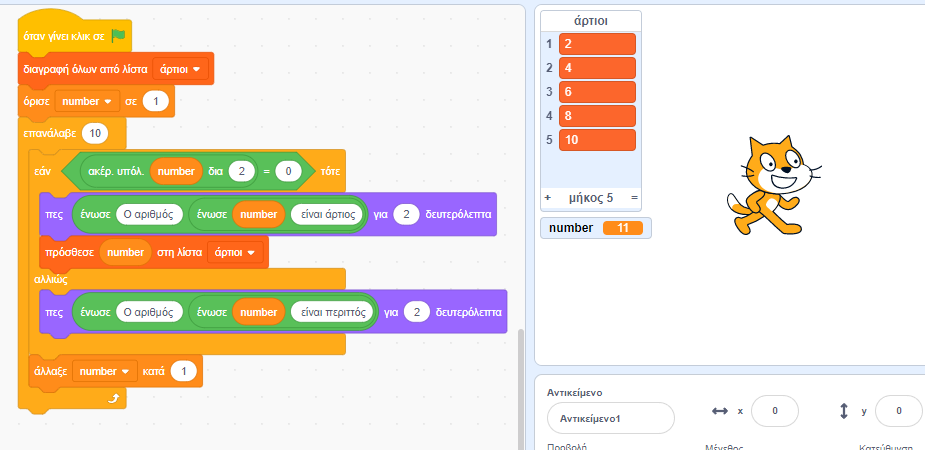 όταν γίνει κλικ σε
διαγραφή όλων από λίστα άρτιοι
όρισε number σε 1
επανάλαβε 10
εάν ακέρ. υπόλ. number δια 2 = 0 τότε
πες ένωσε Ο αριθμός ένωσε number είναι άρτιος για 2 δευτερόλεπτα
πρόσθεσε number στη λίστα άρτιοι
αλλιώς
πες ένωσε Ο αριθμός ένωσε number είναι περιττός για 2 δευτερόλεπτα
άλλαξε number κατά 1
άρτιοι
1 2
2 4
3 6
4 8
5 10
+ μήκος 5 =
number 11
Αντικείμενο
Αντικείμενο1
x 0
y 0
Προβολή
Μέγεθος
Κατεύθυνση